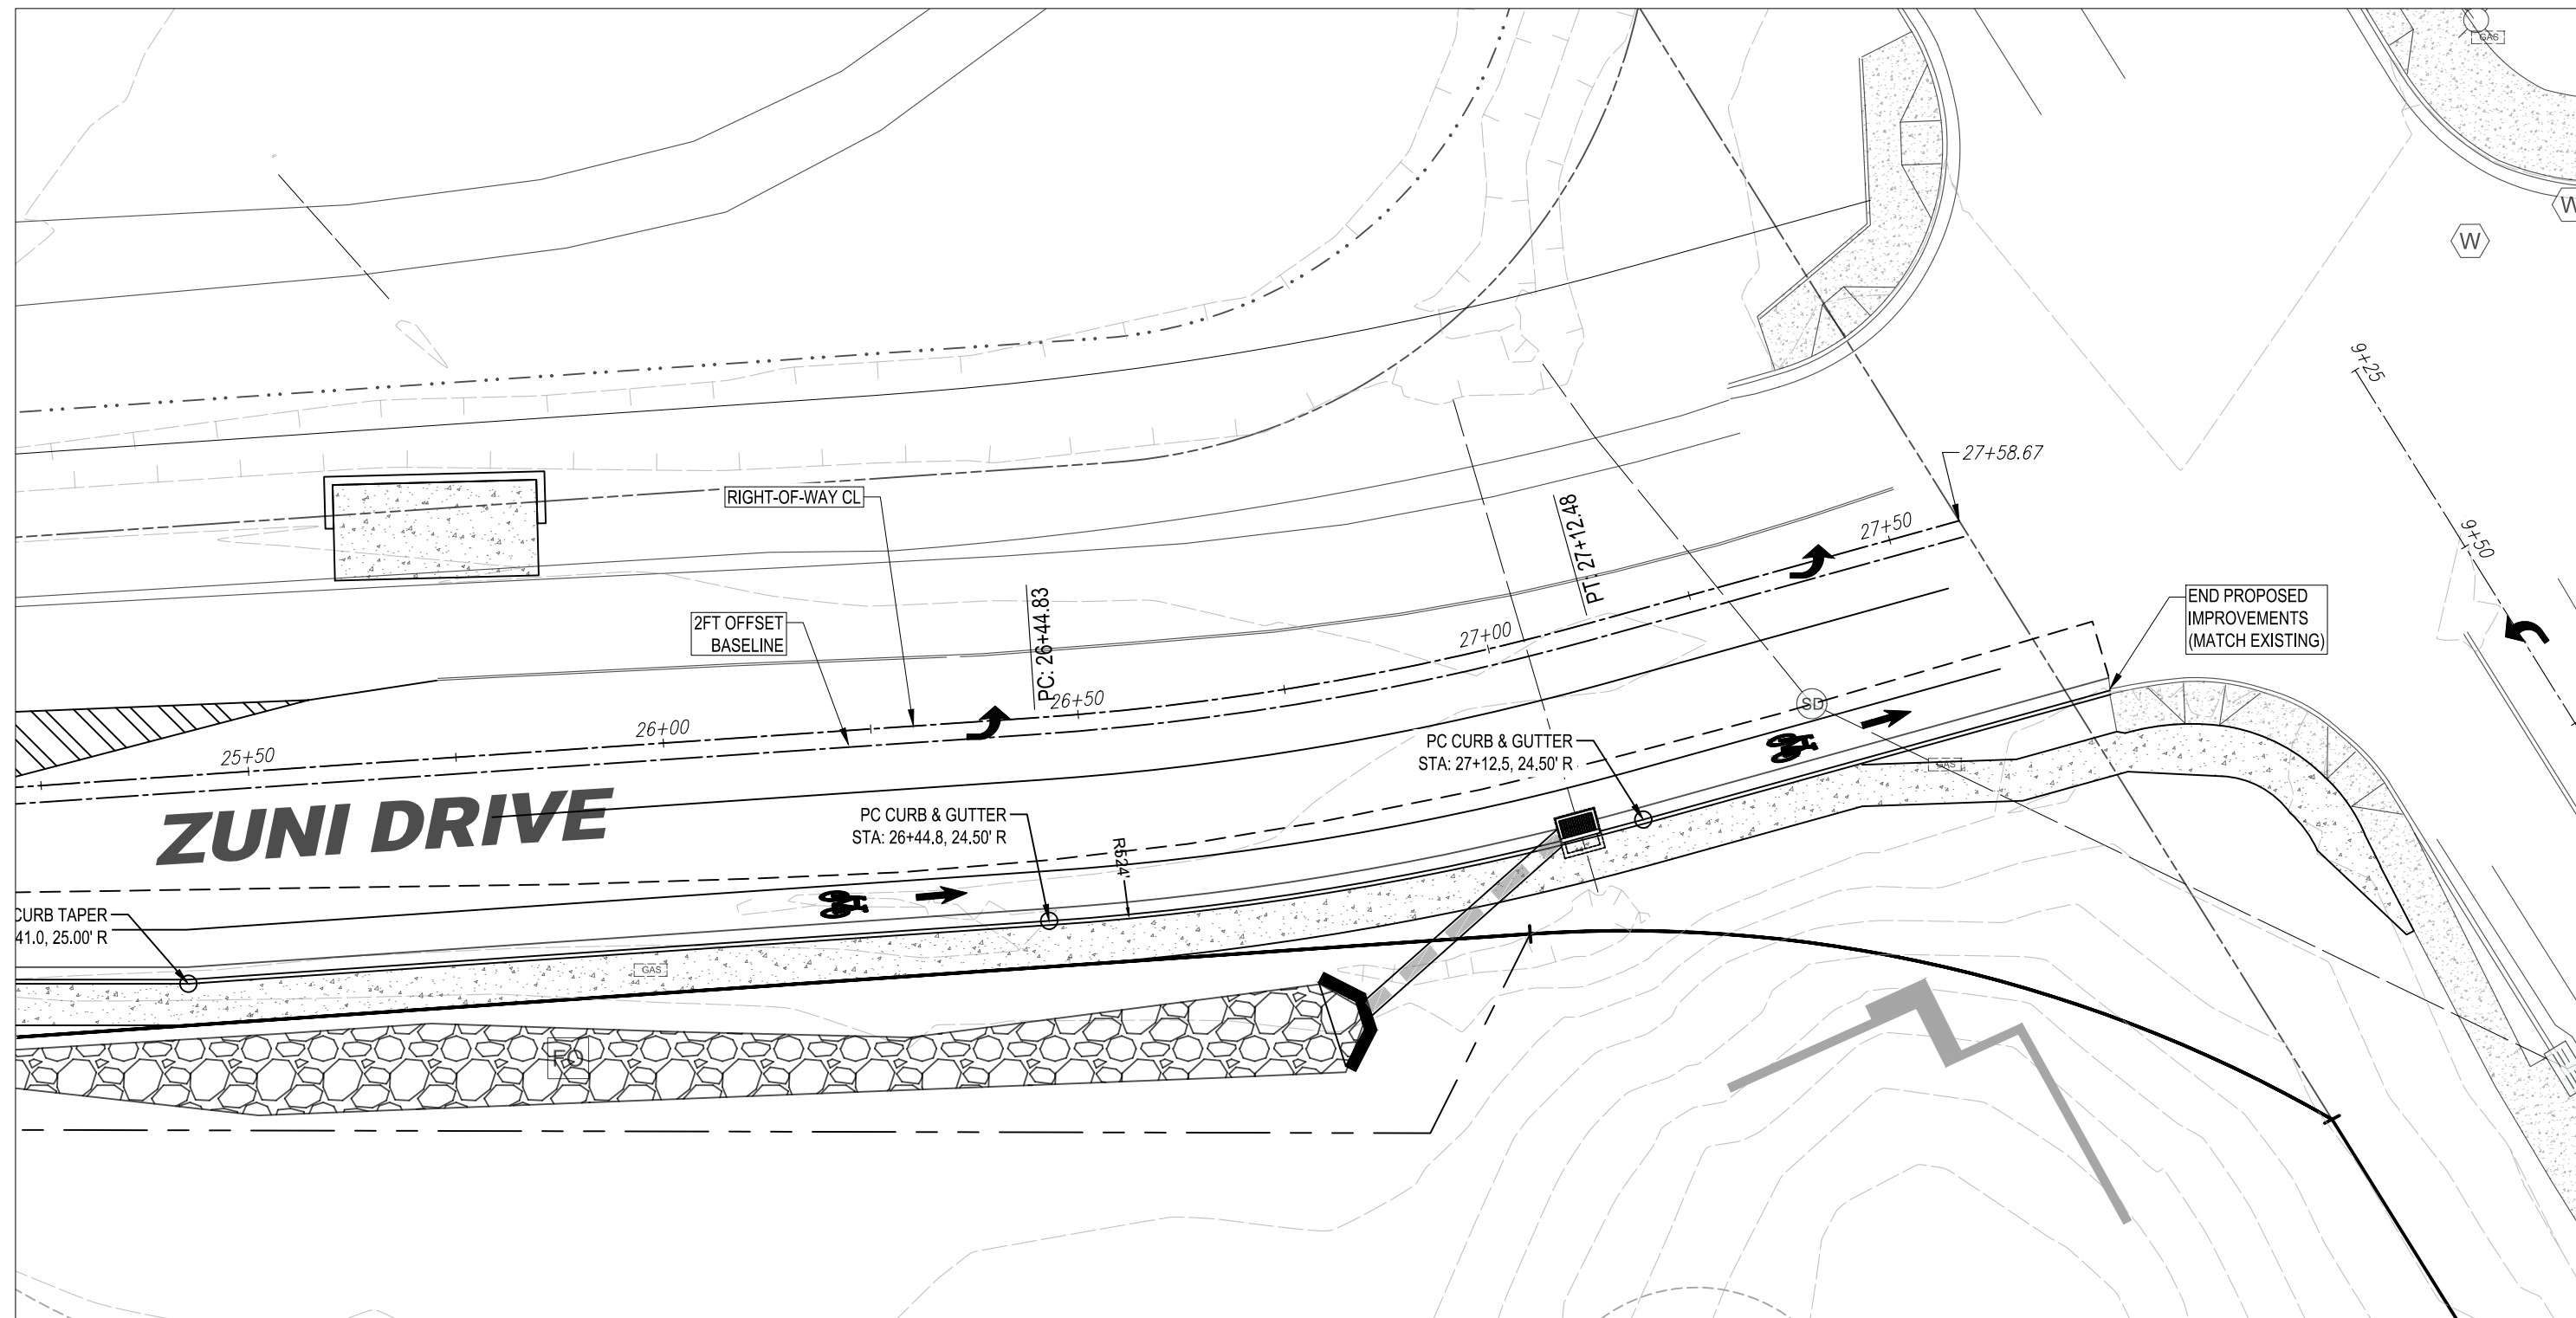 GAS
W
W
9+25
27+58.67
RIGHT-OF-WAY CL
PT: 27+12.48
27+50
9+50
2FT OFFSET
BASELINE
PC: 26+44.83
27+00
END PROPOSED
IMPROVEMENTS
(MATCH EXISTING)
26+50
26+00
25+50
SD
PC CURB & GUTTER
STA: 27+12.5, 24.50' R
GAS
ZUNI DRIVE
PC CURB & GUTTER
STA: 26+44.8, 24.50' R
R524'
CURB TAPER
41.0, 25.00' R
GAS
FO